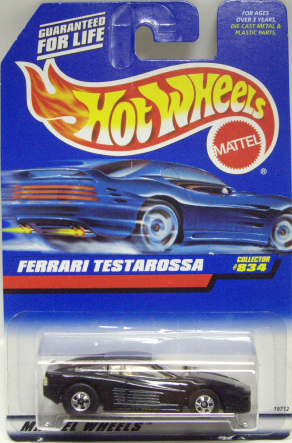 GUARANTEED
FOR LIFE
FOR AGES
OVER 3 YEARS.
DIE CAST METAL &
PLASTIC PARTS.
HOT WHEELS
MATTEL
®
FERRARI TESTAROSSA
COLLECTOR
#834
19712
WHEELS